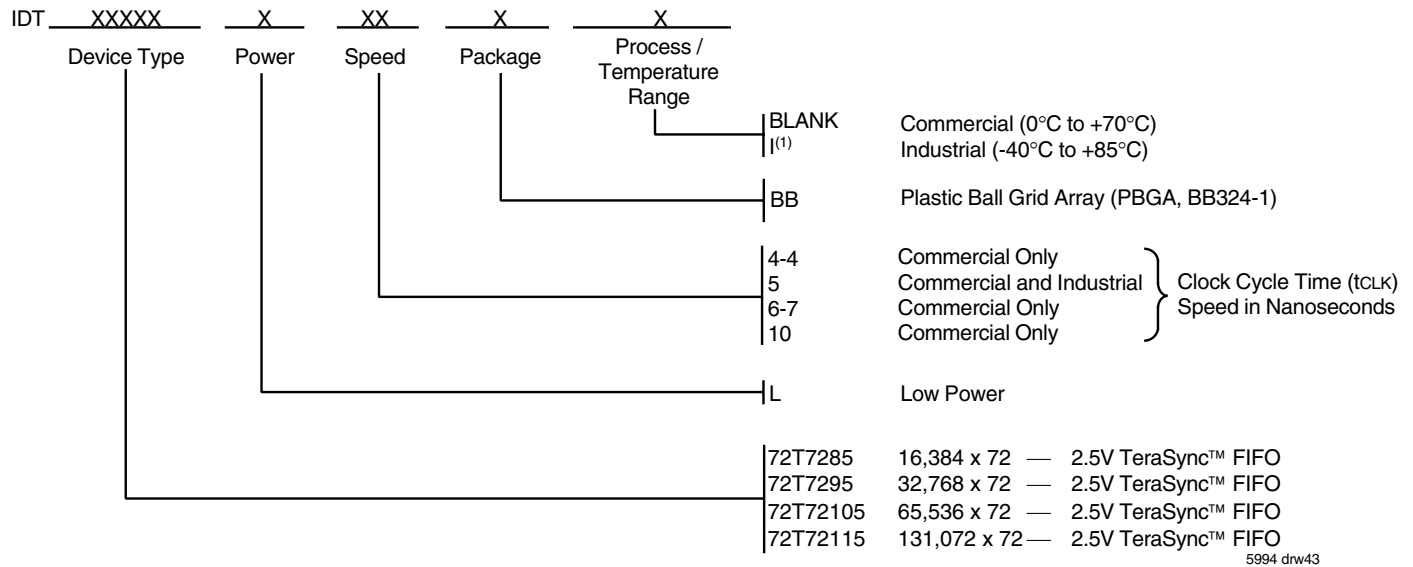 IDT XXXXX X XX X X
Device Type Power Speed Package Process / Temperature Range
BLANK Commercial (0°C to +70°C)
I(1) Industrial (-40°C to +85°C)
BB Plastic Ball Grid Array (PBGA, BB324-1)
4-4 Commercial Only
5 Commercial and Industrial
6-7 Commercial Only
10 Commercial Only
Clock Cycle Time (tCLK)
Speed in Nanoseconds
L Low Power
72T7285 16,384 x 72 — 2.5V TeraSync™ FIFO
72T7295 32,768 x 72 — 2.5V TeraSync™ FIFO
72T72105 65,536 x 72 — 2.5V TeraSync™ FIFO
72T72115 131,072 x 72 — 2.5V TeraSync™ FIFO
5994 drw43